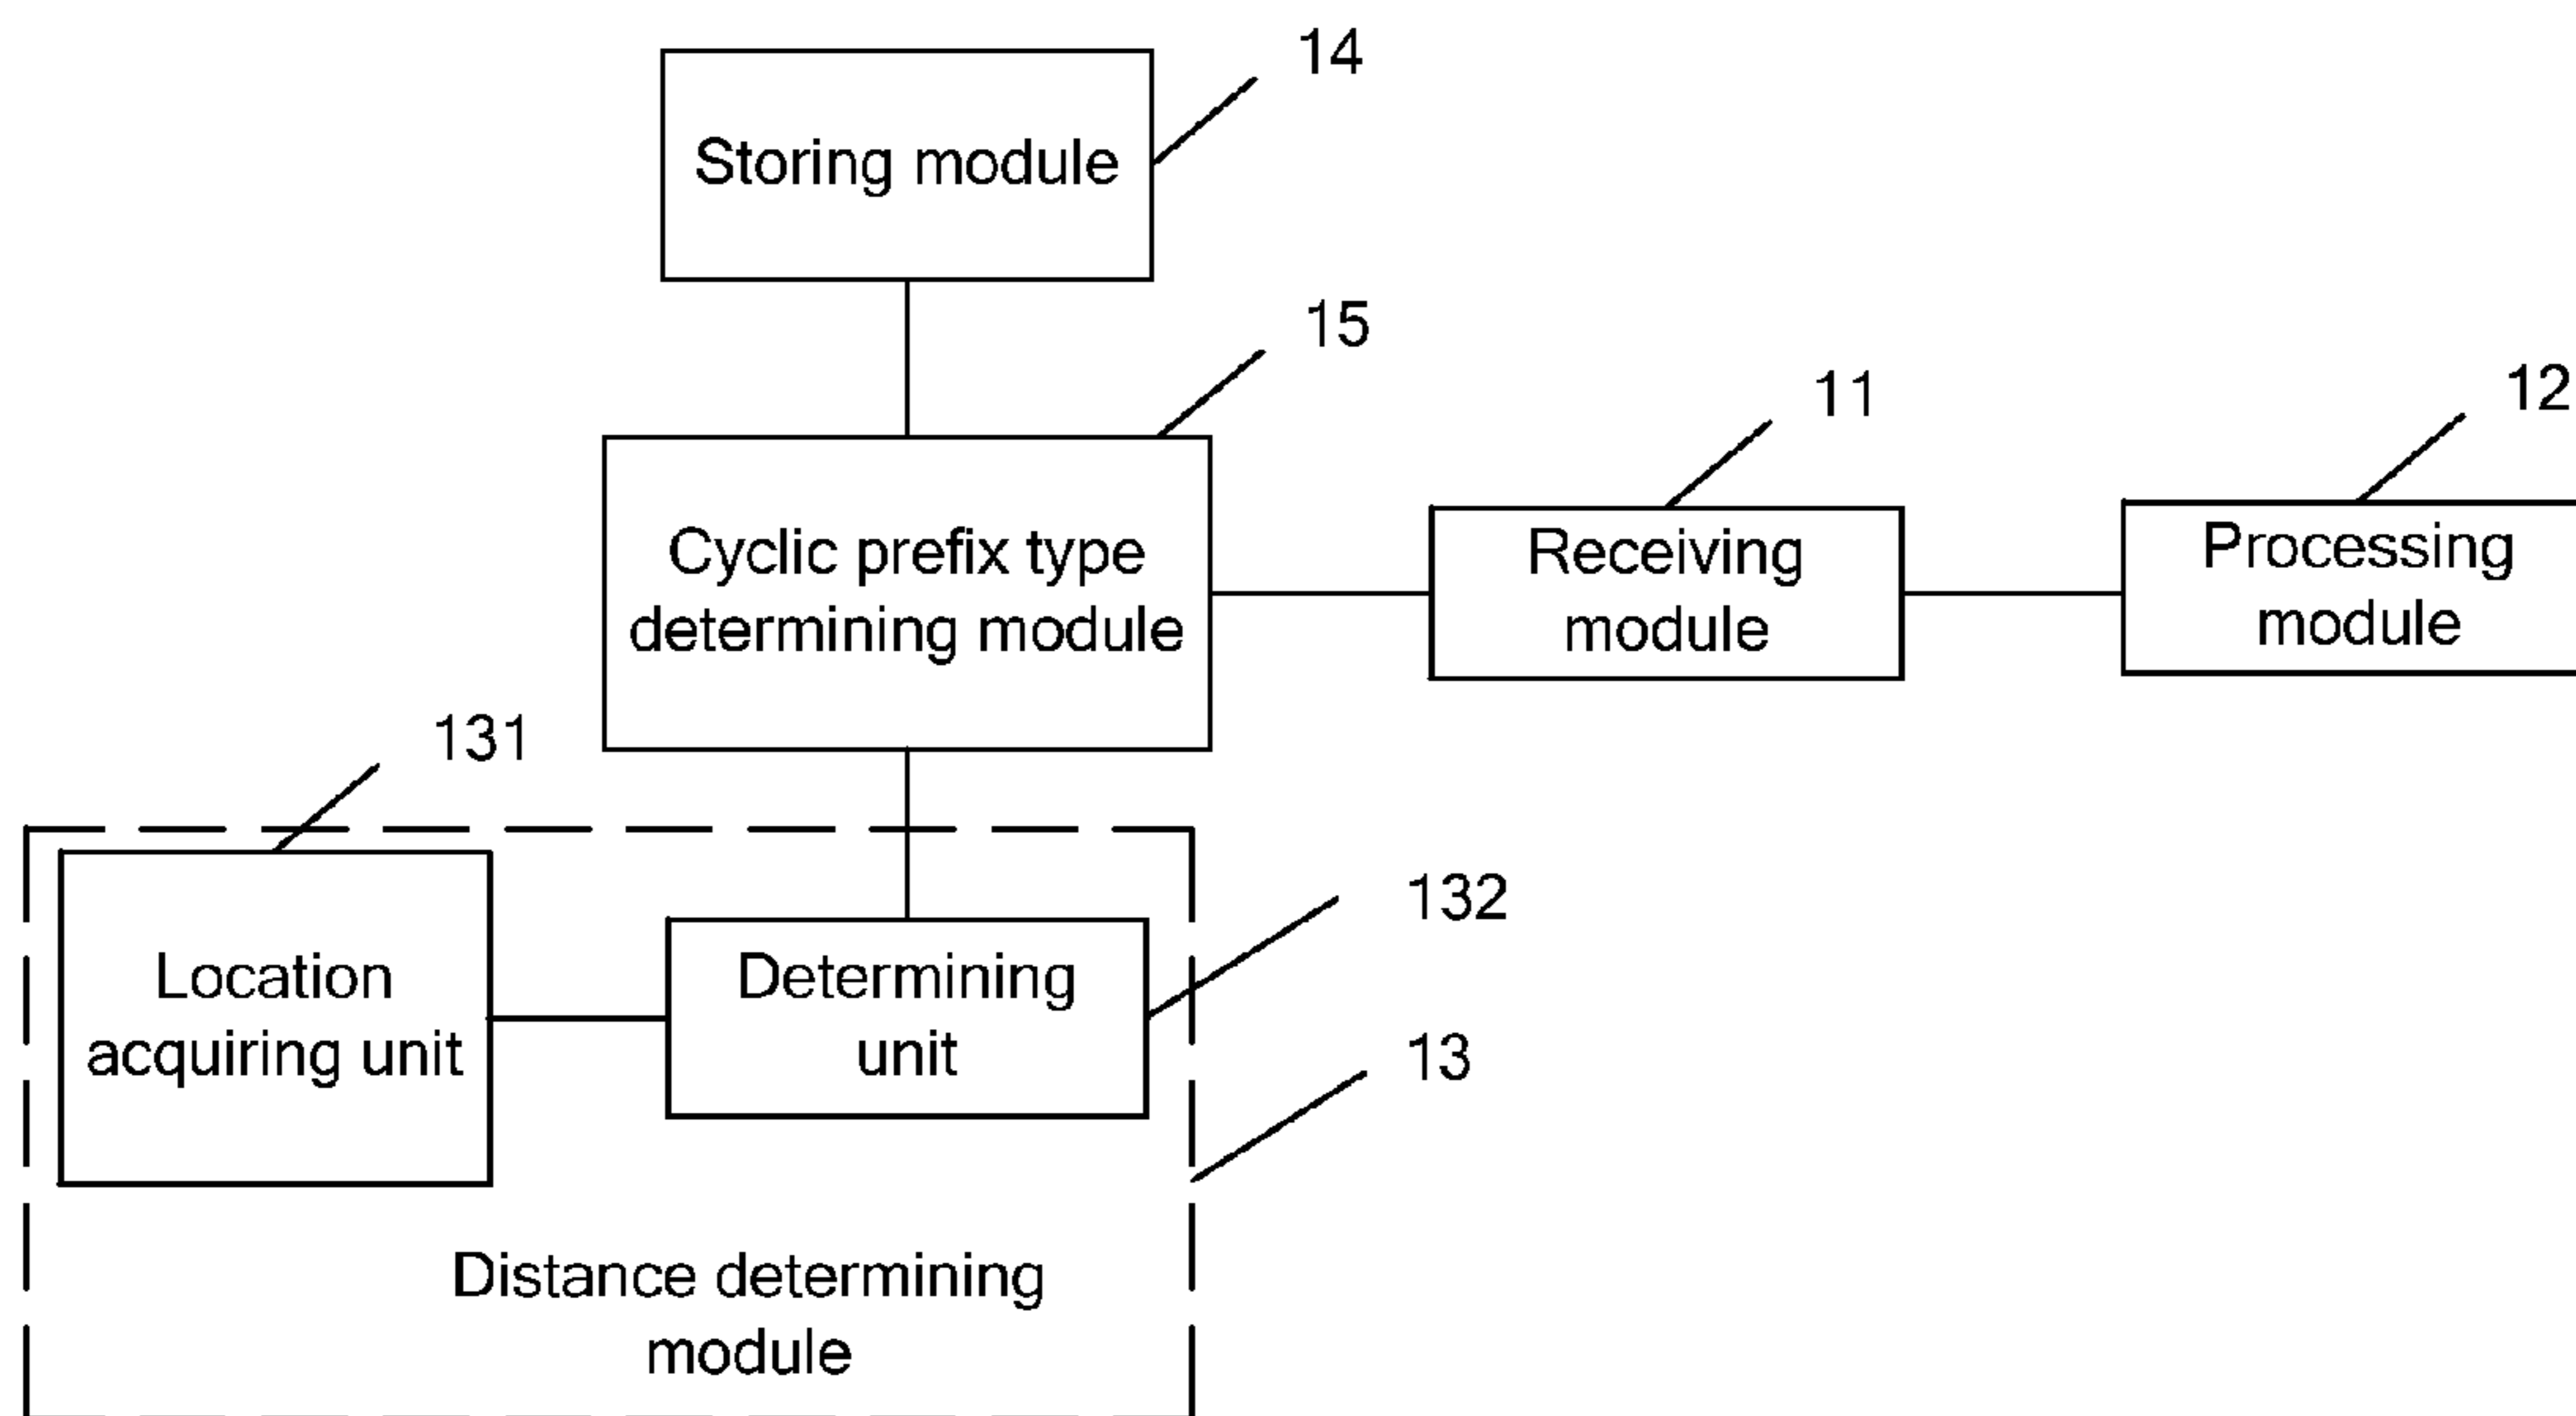 14
Storing module
15
11
12
Cyclic prefix type
determining module
Receiving
module
Processing
module
131
132
Location
acquiring unit
Determining
unit
13
Distance determining
module